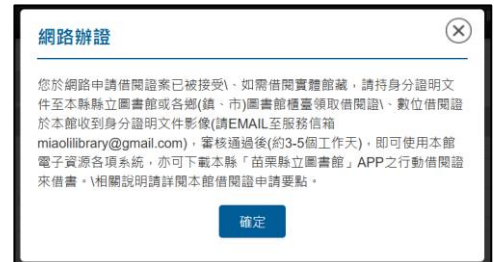 網路辦證
您於網路申請借閱證案已被接受\、如需借閱實體館藏，請持身分證明文
件至本縣縣立圖書館或各鄉(鎮、市)圖書館櫃臺領取借閱證\、數位借閱證
於本館收到身分證明文件影像(請EMAIL至服務信箱
miaolilibrary@gmail.com)，審核通過後(約3-5個工作天)，即可使用本館
電子資源各項系統，亦可下載本縣「苗栗縣立圖書館」APP之行動借閱證
來借書。\相關說明請詳閱本館借閱證申請要點。
確定